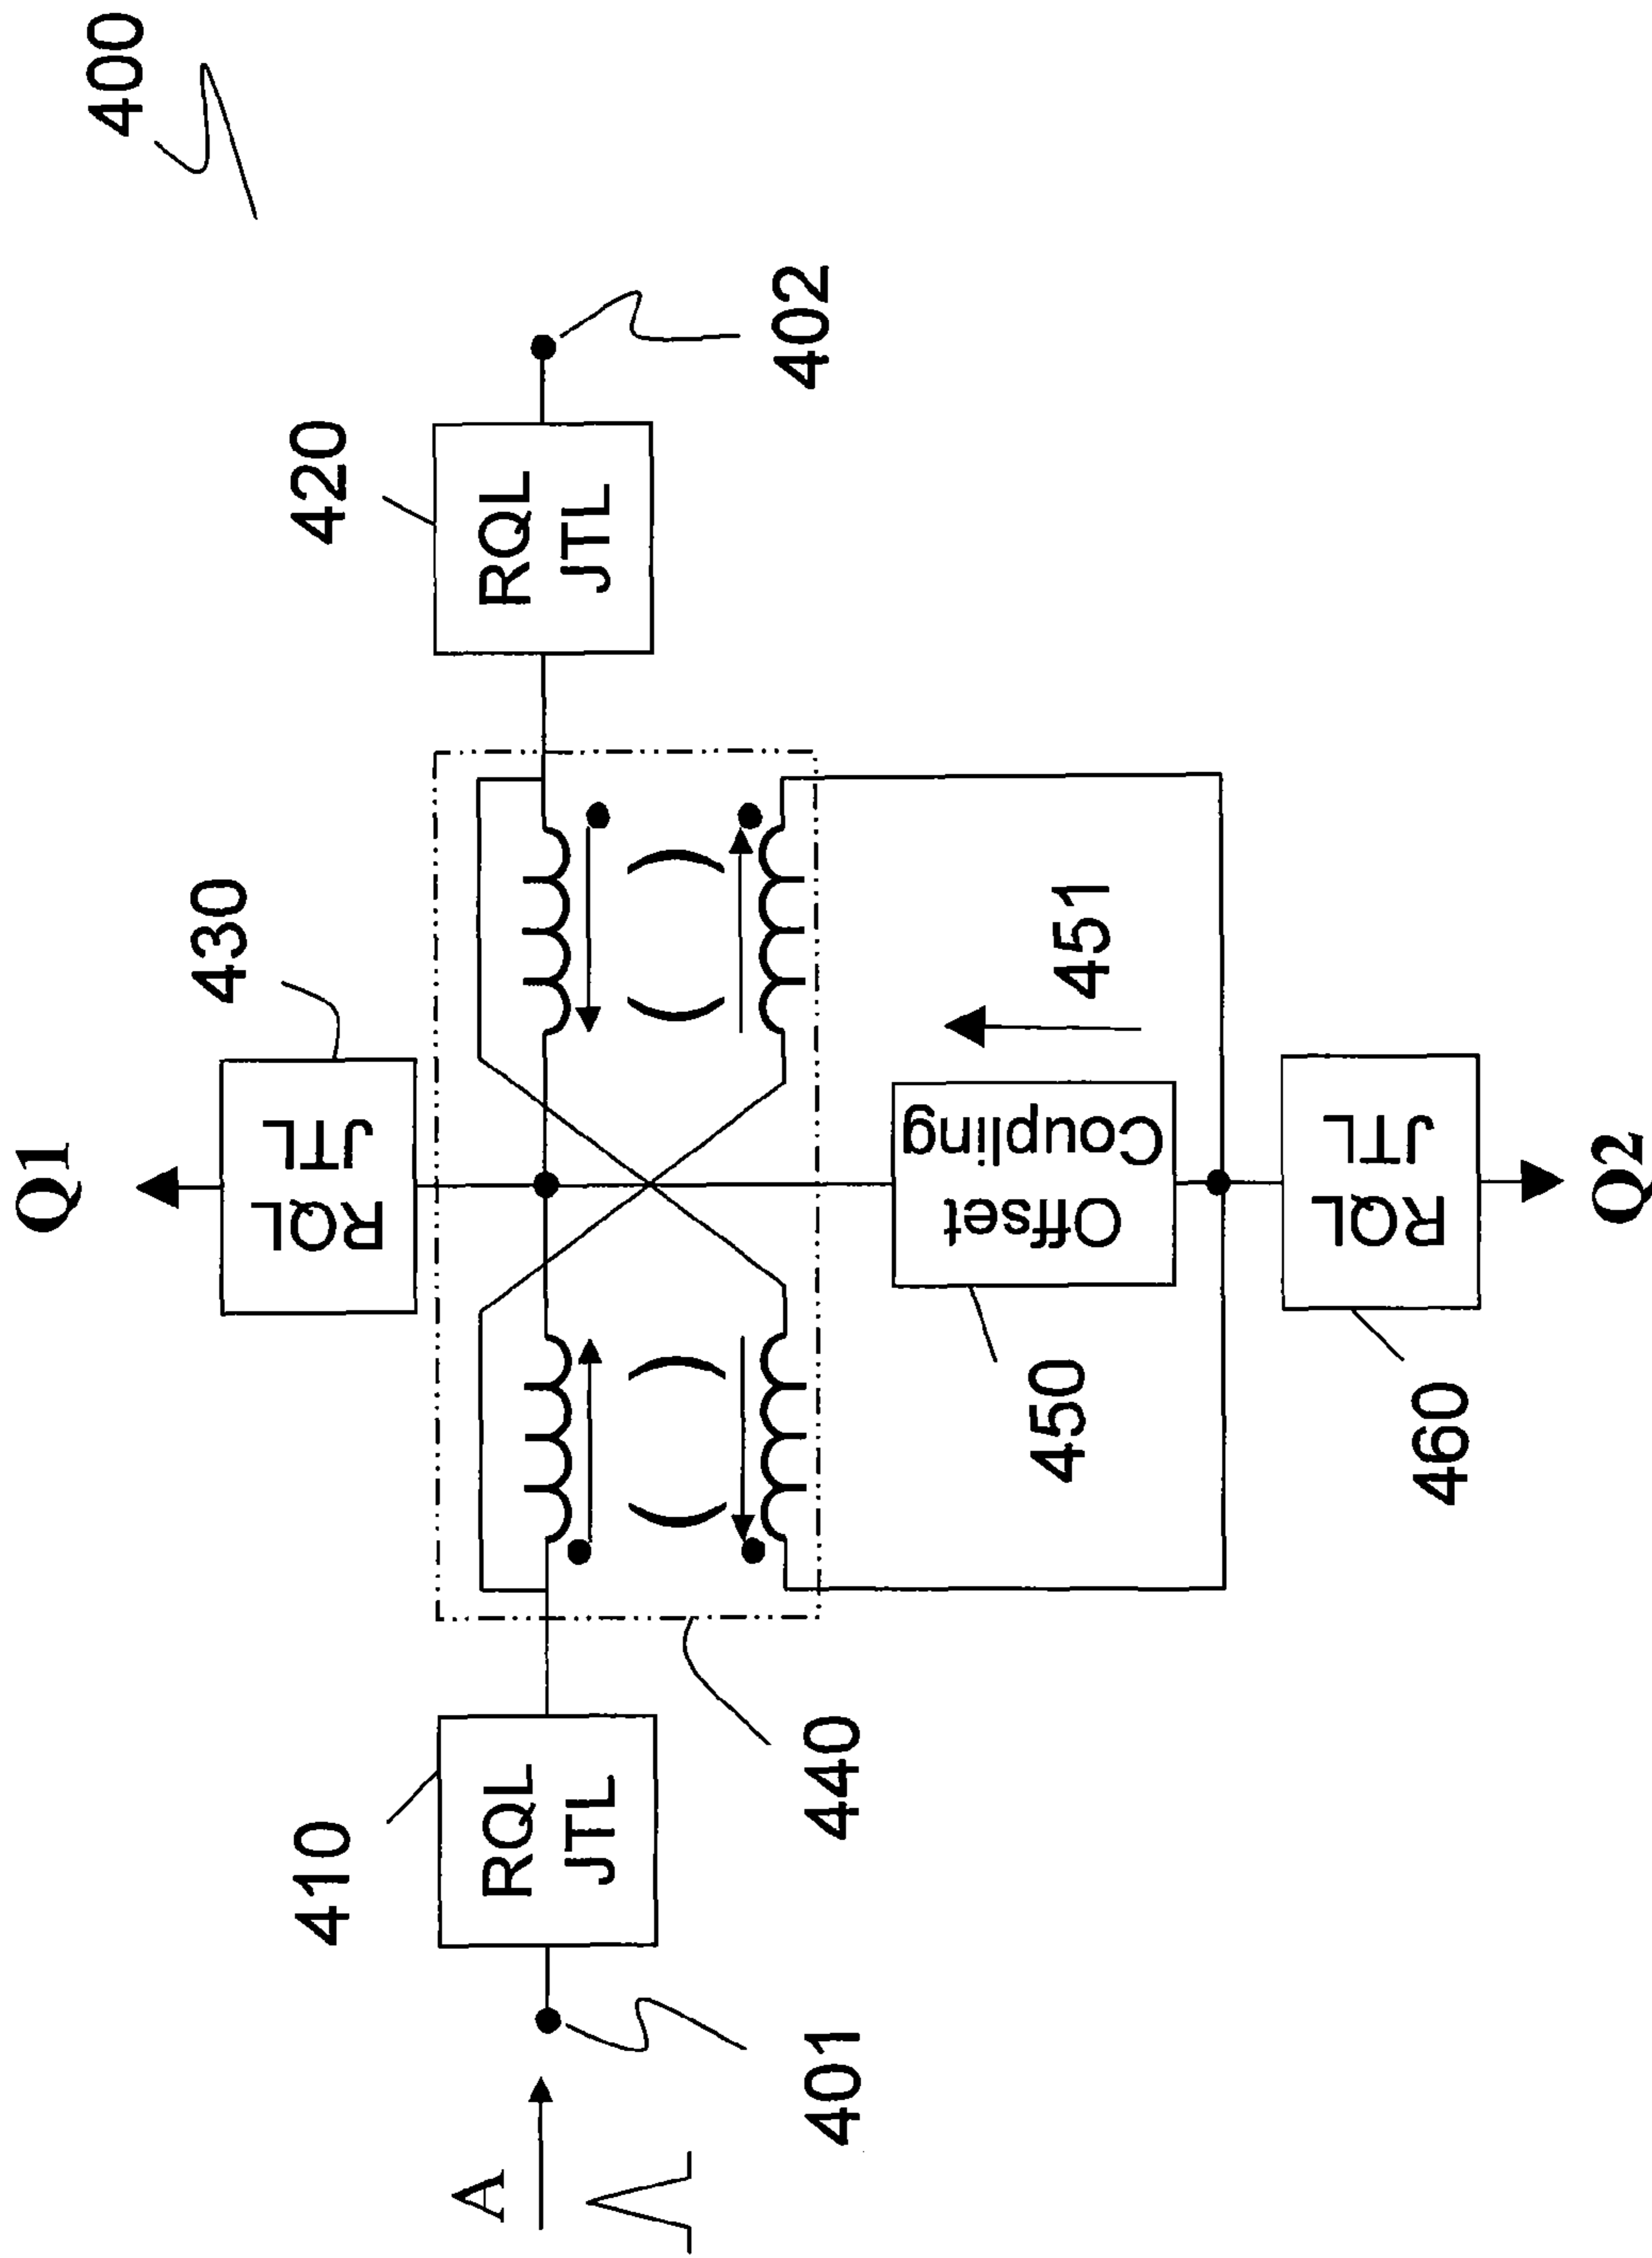 400
Q1
430
RQL
JTL
420
RQL
JTL
402
410
RQL
JTL
A
401
440
Offset
Coupling
450
451
RQL
JTL
460
Q2